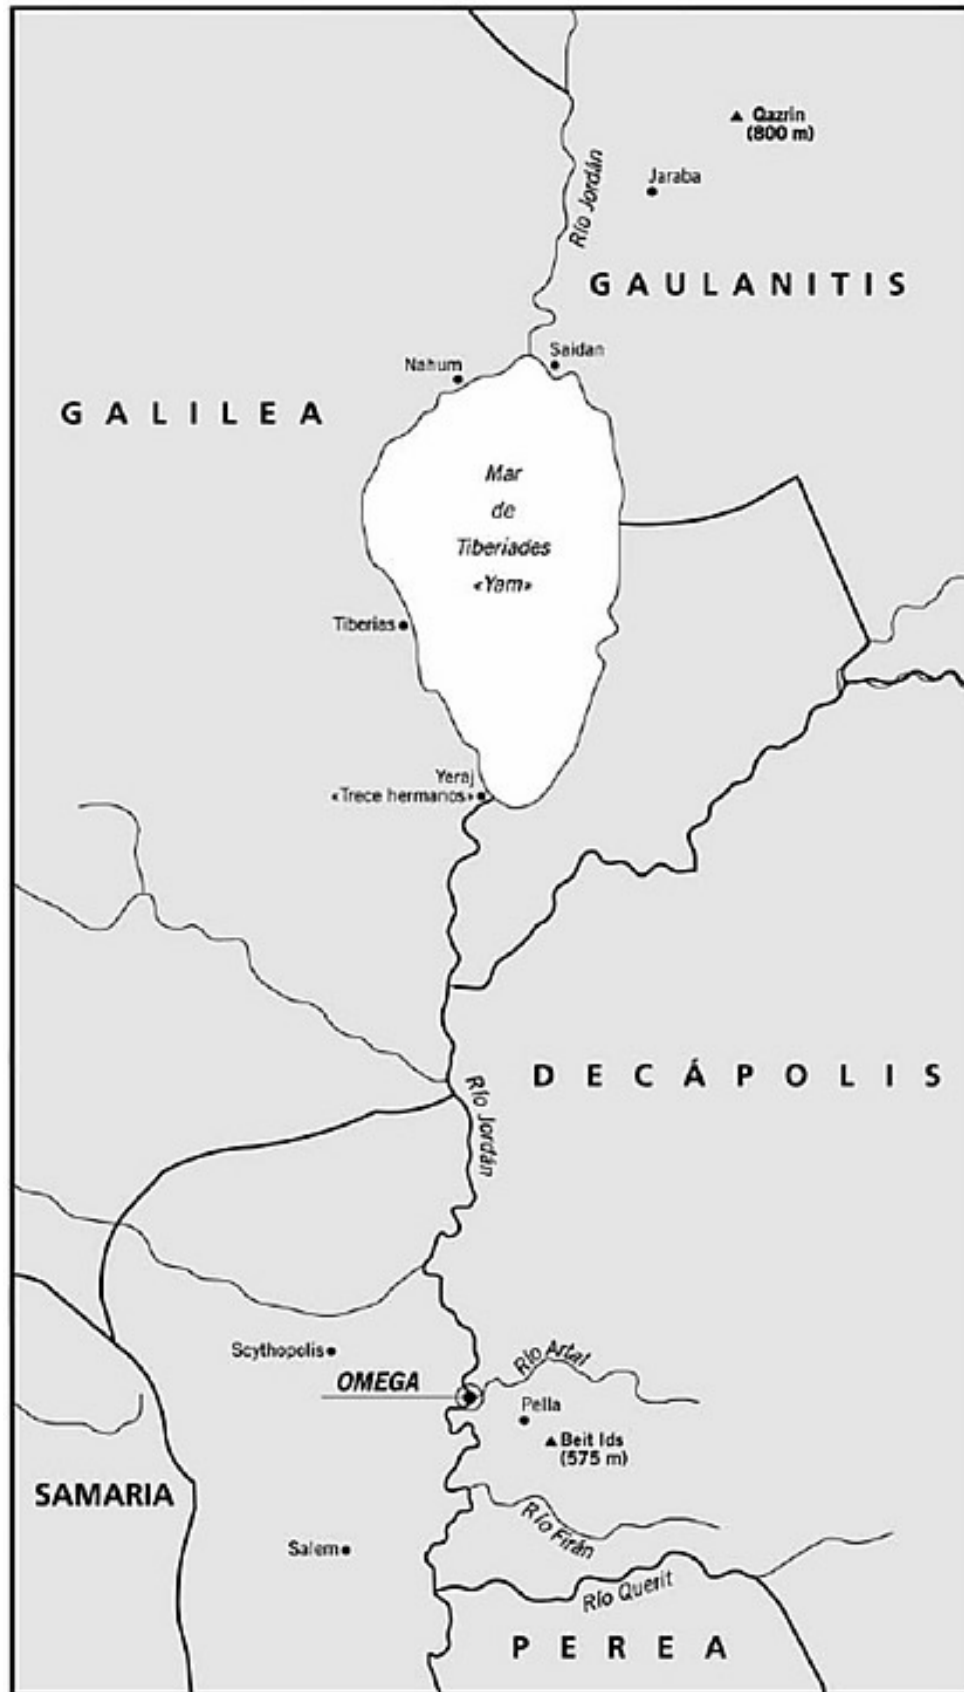 Qazrin
(800 m)
Jaraba
Río Jordán
GAULANITIS
Saidan
Nahum
GALILEA
Mar
de
Tiberiades
«Yam»
Tiberias
Yeraj
«Trece hermanos»
DECÁPOLIS
Río Jordán
Scythopolis
Río Artal
OMEGA
Pella
Beit Ids
(575 m)
SAMARIA
Río Firán
Salem
Río Querit
PEREA